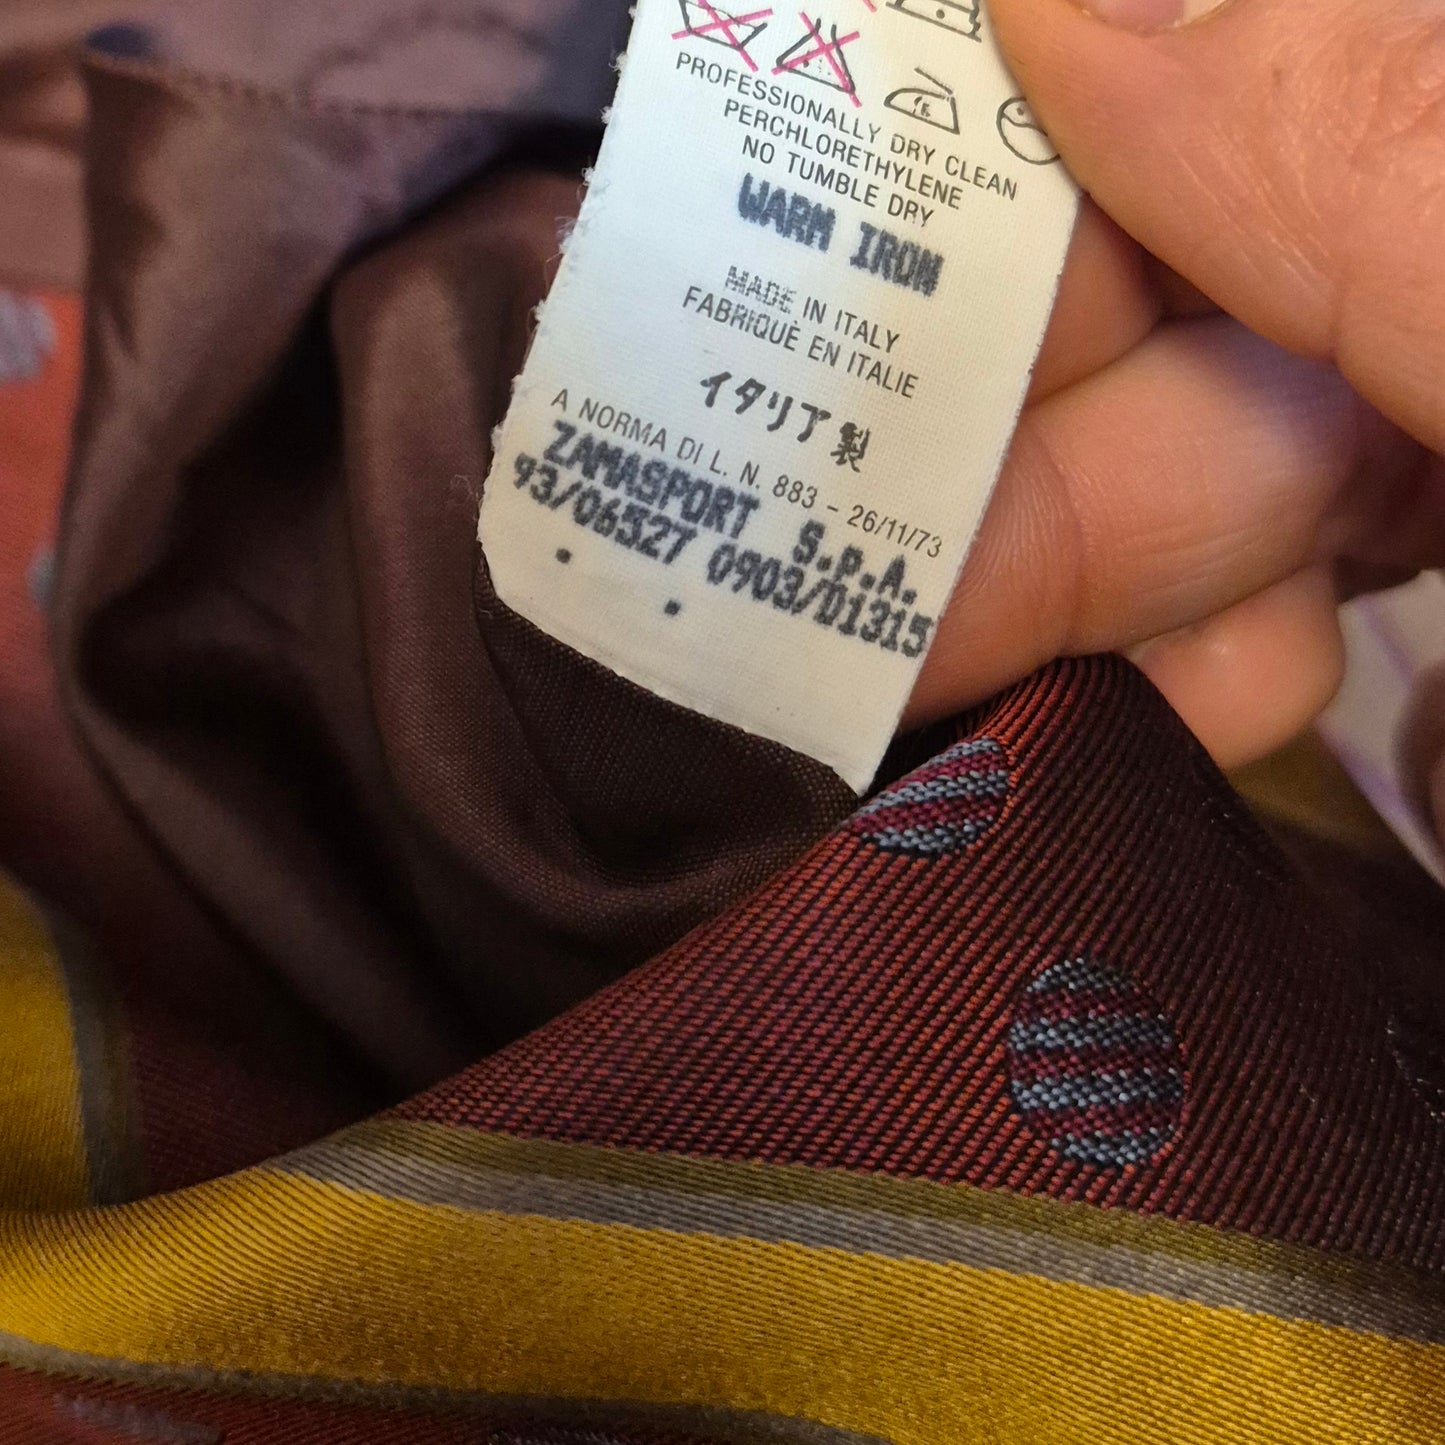 PROFESSIONALLY DRY CLEAN
PERCHLORETHYLENE
NO TUMBLE DRY
WARM IRON
MADE IN ITALY
FABRIQUÈ EN ITALIE
イタリア製
A NORMA DI L. N. 883 - 26/11/73
ZAMASPORT S.P.A.
93/06527 0903/D1315